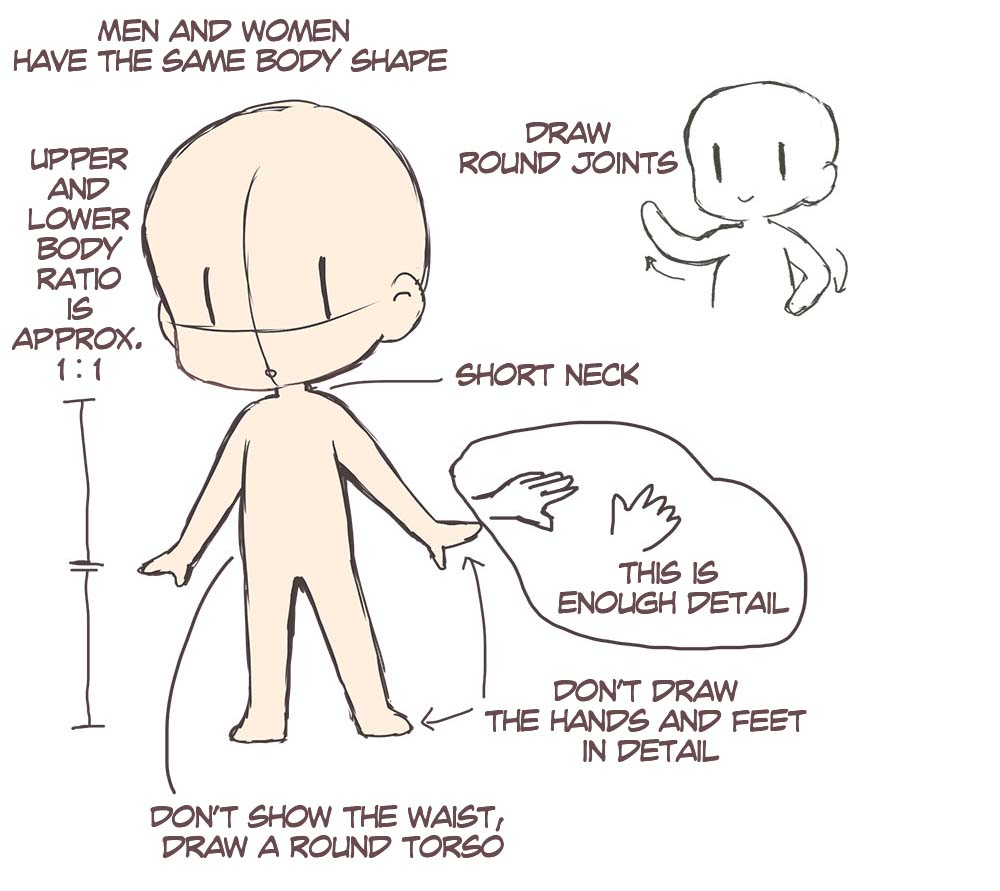 MEN AND WOMEN
HAVE THE SAME BODY SHAPE
DRAW
ROUND JOINTS
UPPER
AND
LOWER
BODY
RATIO
IS
APPROX.
1:1
SHORT NECK
THIS IS
ENOUGH DETAIL
DON'T DRAW
THE HANDS AND FEET
IN DETAIL
DON'T SHOW THE WAIST,
DRAW A ROUND TORSO